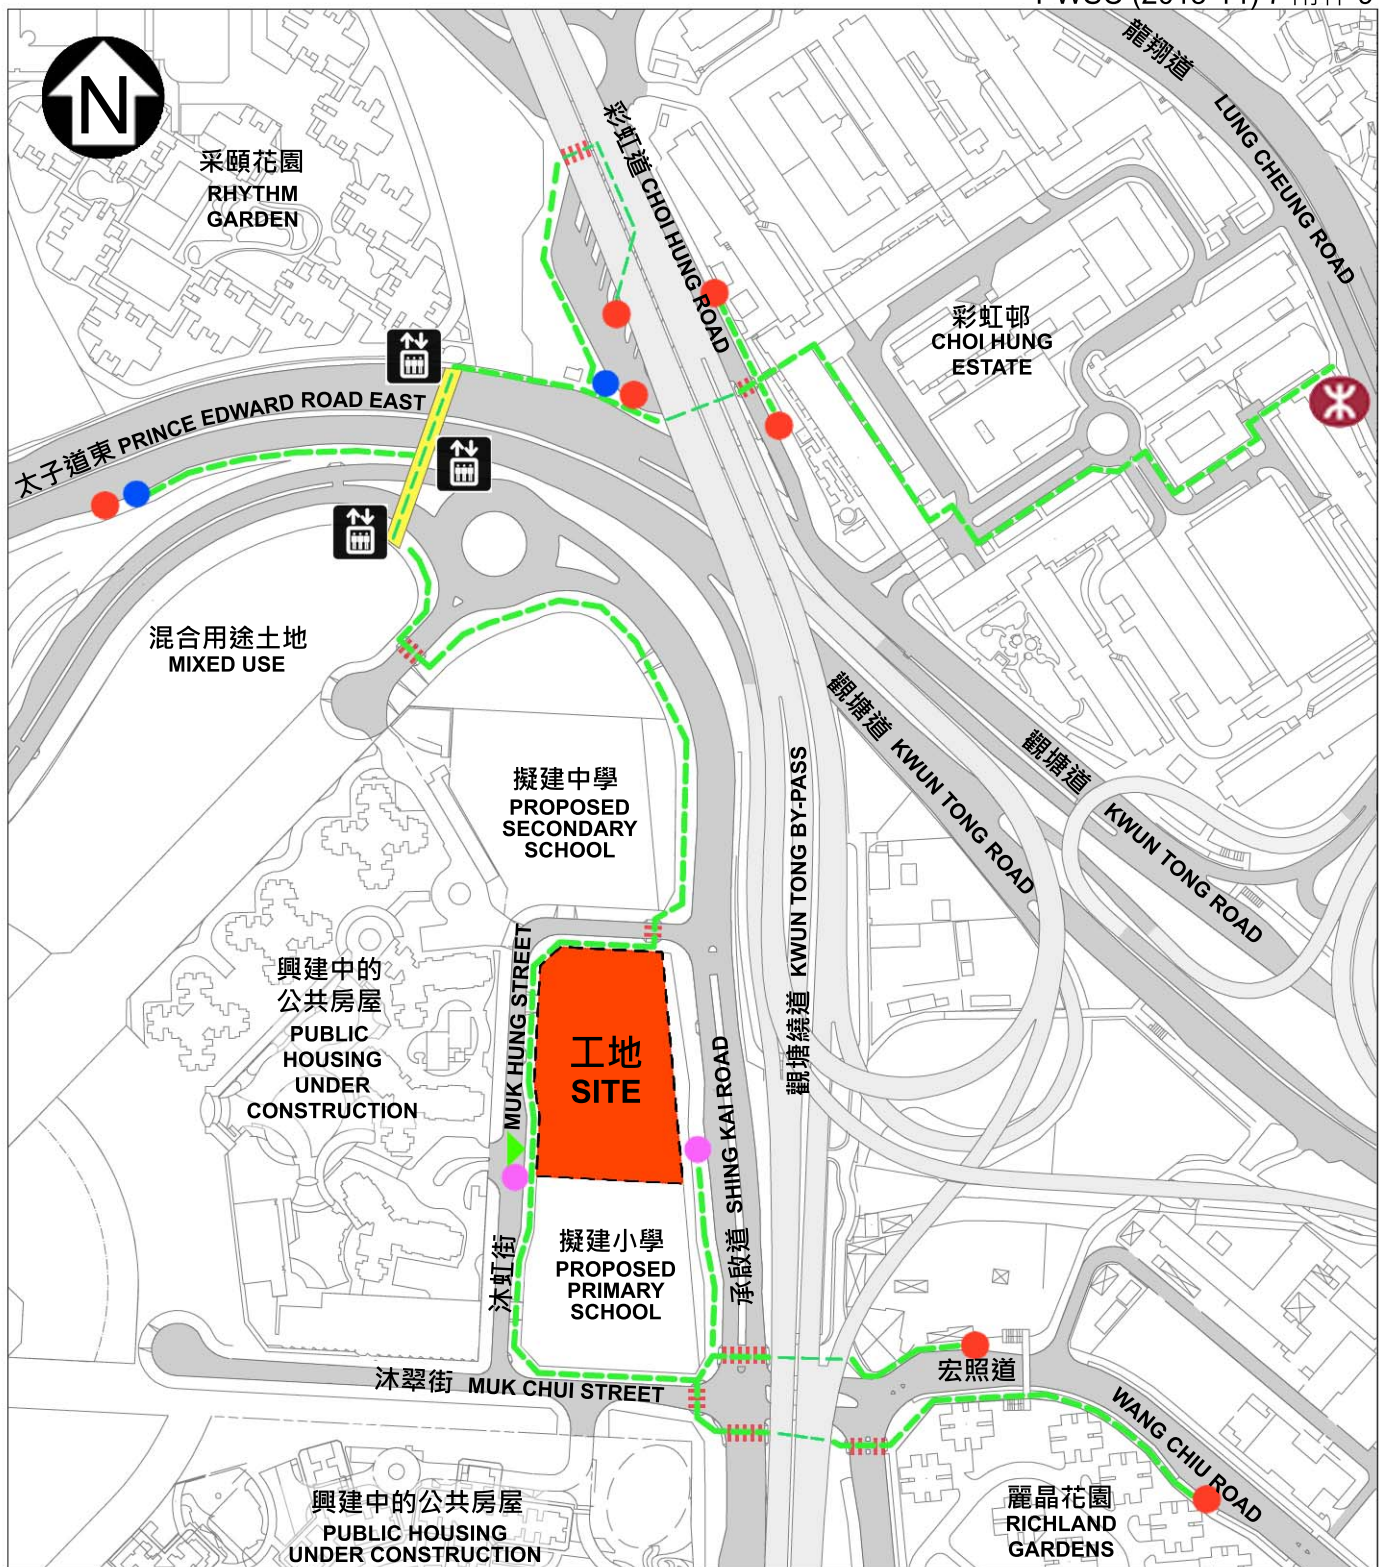 龍翔道 LUNG CHEUNG ROAD
N
彩虹道 CHOI HUNG ROAD
采頤花園
RHYTHM
GARDEN
彩虹邨
CHOI HUNG
ESTATE
太子道東 PRINCE EDWARD ROAD EAST
混合用途土地
MIXED USE
觀塘道 KWUN TONG ROAD
觀塘道 KWUN TONG ROAD
擬建中學
PROPOSED
SECONDARY
SCHOOL
觀塘繞道 KWUN TONG BY-PASS
興建中的
公共房屋
PUBLIC
HOUSING
UNDER
CONSTRUCTION
沐虹街 MUK HUNG STREET
工地
SITE
承啟道 SHING KAI ROAD
擬建小學
PROPOSED
PRIMARY
SCHOOL
沐翠街 MUK CHUI STREET
宏照道
WANG CHIU ROAD
興建中的公共房屋
PUBLIC HOUSING
UNDER CONSTRUCTION
麗晶花園
RICHLAND
GARDENS